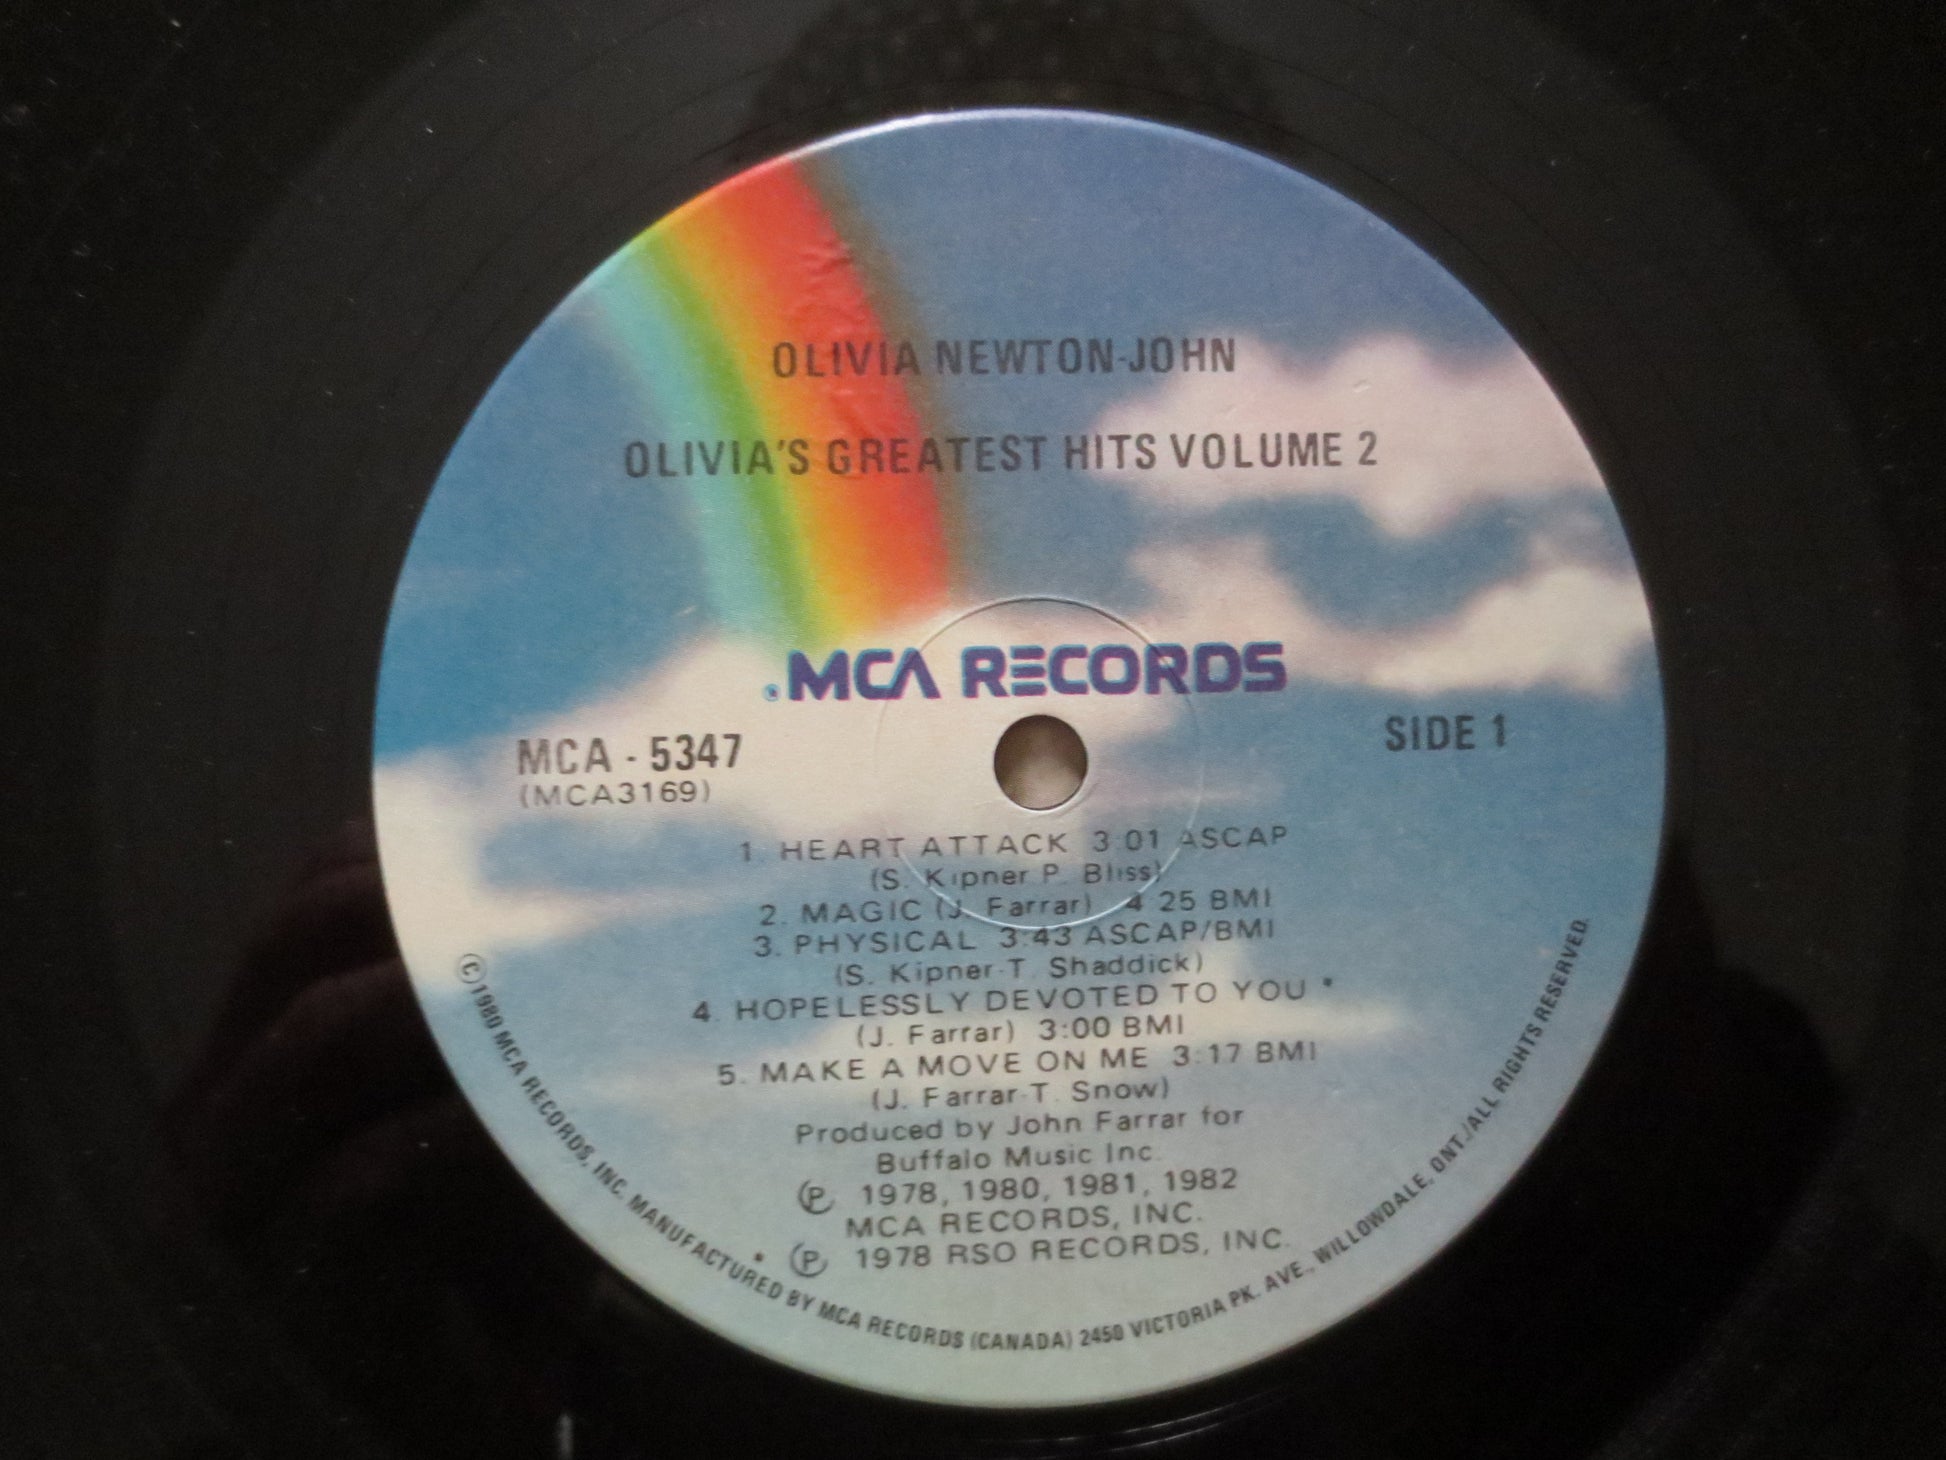 OLIVIA NEWTON-JOHN
OLIVIA'S GREATEST HITS VOLUME 2
MCA RECORDS
MCA - 5347
SIDE 1
(MCA3169)
1. HEART ATTACK 3:01 ASCAP
(S. Kipner P. Bliss)
2. MAGIC (J. Farrar) 4:25 BMI
3. PHYSICAL 3:43 ASCAP/BMI
(S. Kipner-T. Shaddick)
4. HOPELESSLY DEVOTED TO YOU *
(J. Farrar) 3:00 BMI
5. MAKE A MOVE ON ME 3:17 BMI
(J. Farrar-T. Snow)
Produced by John Farrar for
Buffalo Music Inc.
℗ 1978, 1980, 1981, 1982
MCA RECORDS, INC.
* ℗ 1978 RSO RECORDS, INC.
©1980 MCA RECORDS, INC. MANUFACTURED BY MCA RECORDS (CANADA) 2450 VICTORIA PK. AVE., WILLOWDALE, ONT./ALL RIGHTS RESERVED.